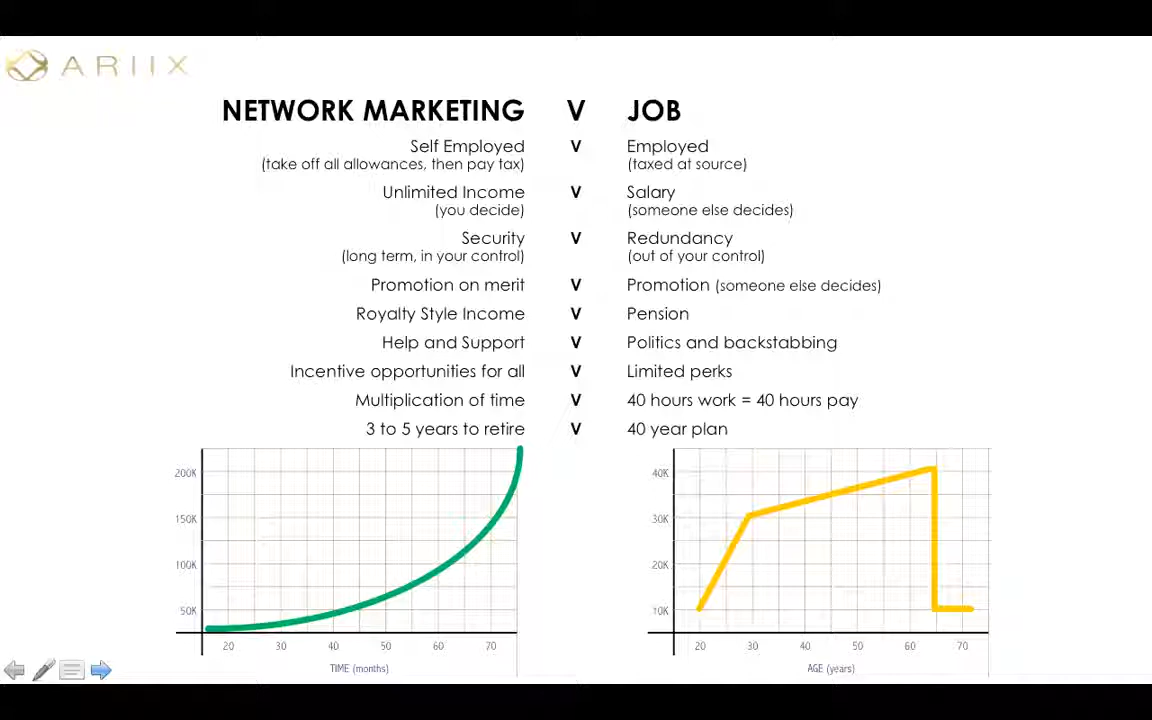 ARIIX
NETWORK MARKETING V JOB
Self Employed V Employed
(take off all allowances, then pay tax) (taxed at source)
Unlimited Income V Salary
(you decide) (someone else decides)
Security V Redundancy
(long term, in your control) (out of your control)
Promotion on merit V Promotion (someone else decides)
Royalty Style Income V Pension
Help and Support V Politics and backstabbing
Incentive opportunities for all V Limited perks
Multiplication of time V 40 hours work = 40 hours pay
3 to 5 years to retire V 40 year plan
200K
150K
100K
50K
20 30 40 50 60 70
TIME (months)
40K
30K
20K
10K
20 30 40 50 60 70
AGE (years)